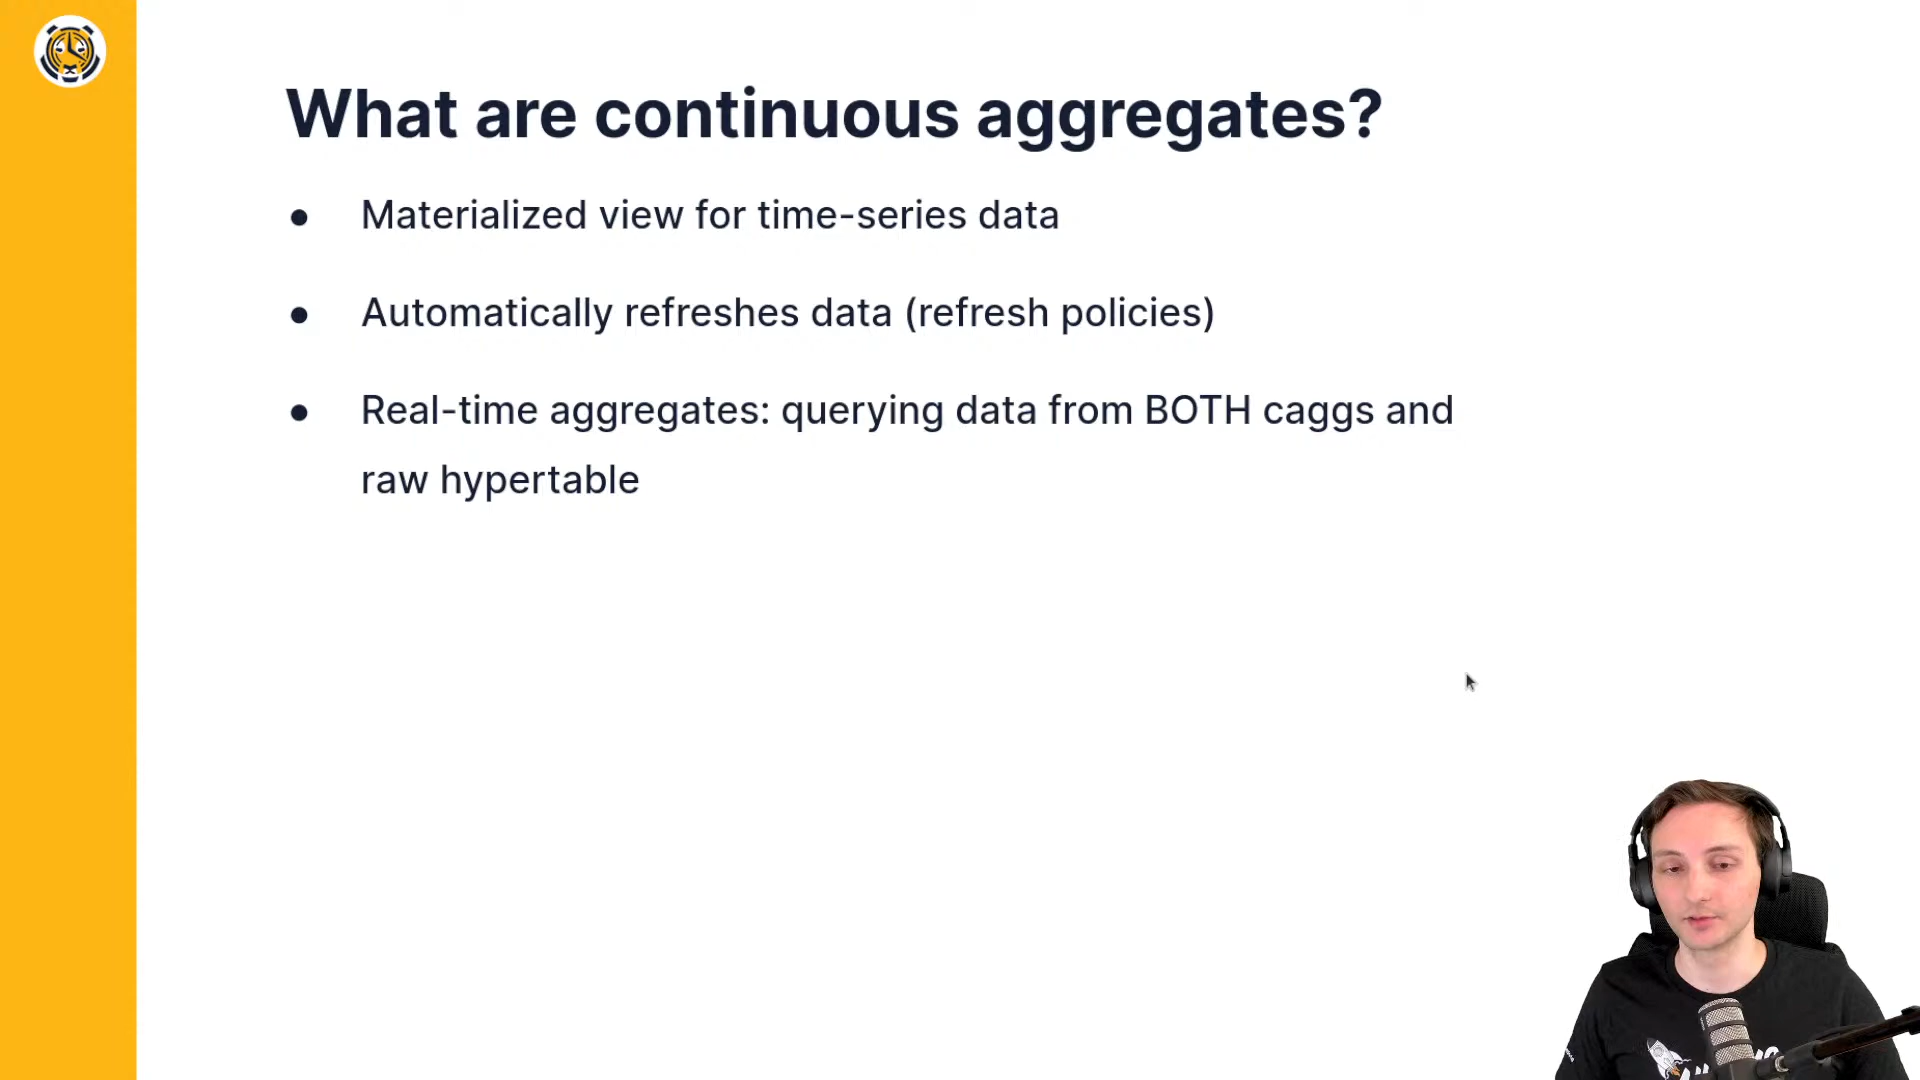 What are continuous aggregates?
● Materialized view for time-series data
● Automatically refreshes data (refresh policies)
● Real-time aggregates: querying data from BOTH caggs and
raw hypertable